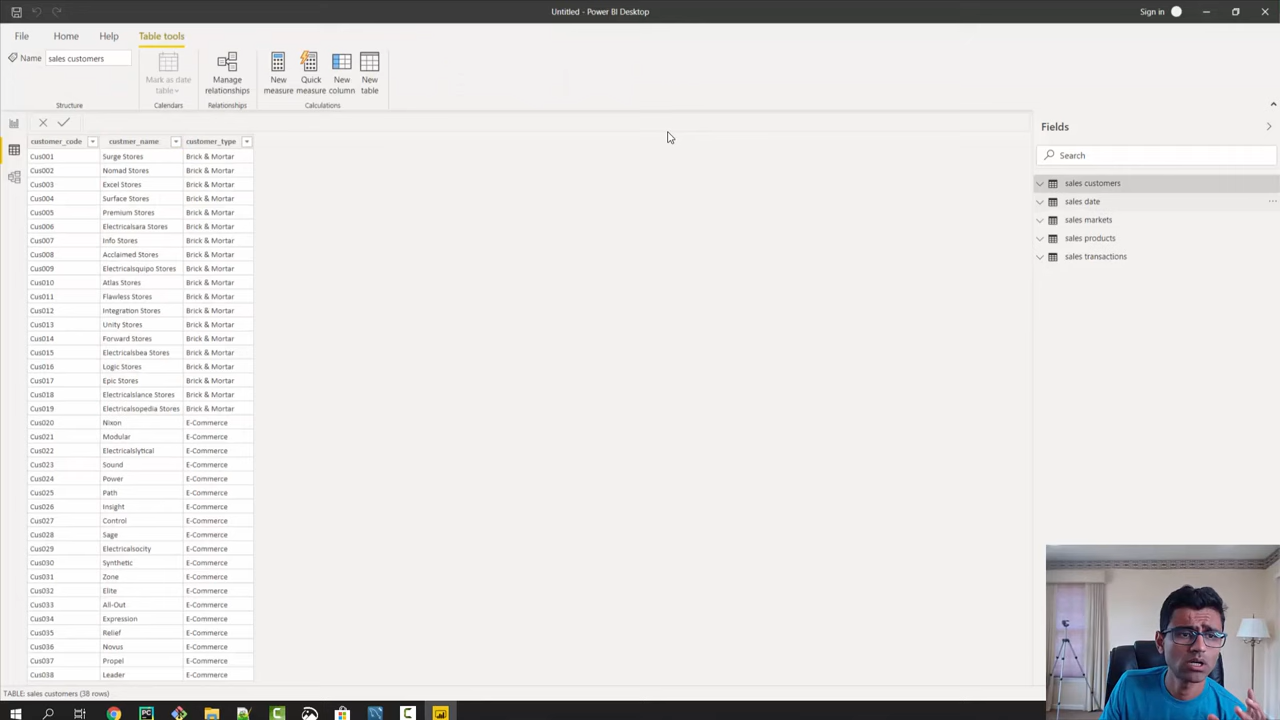 Untitled - Power BI Desktop
Sign in
File
Home
Help
Table tools
Name
sales customers
Mark as date
table
Manage
relationships
New
measure
Quick
measure
New
column
New
table
Structure
Calendars
Relationships
Calculations
Fields
Search
sales customers
sales date
sales markets
sales products
sales transactions
customer_code custmer_name customer_type
Cus001 Surge Stores Brick & Mortar
Cus002 Nomad Stores Brick & Mortar
Cus003 Excel Stores Brick & Mortar
Cus004 Surface Stores Brick & Mortar
Cus005 Premium Stores Brick & Mortar
Cus006 Electricalsara Stores Brick & Mortar
Cus007 Info Stores Brick & Mortar
Cus008 Acclaimed Stores Brick & Mortar
Cus009 Electricalsquipo Stores Brick & Mortar
Cus010 Atlas Stores Brick & Mortar
Cus011 Flawless Stores Brick & Mortar
Cus012 Integration Stores Brick & Mortar
Cus013 Unity Stores Brick & Mortar
Cus014 Forward Stores Brick & Mortar
Cus015 Electricalsbea Stores Brick & Mortar
Cus016 Logic Stores Brick & Mortar
Cus017 Epic Stores Brick & Mortar
Cus018 Electricalslance Stores Brick & Mortar
Cus019 Electricalsopedia Stores Brick & Mortar
Cus020 Nixon E-Commerce
Cus021 Modular E-Commerce
Cus022 Electricalslytical E-Commerce
Cus023 Sound E-Commerce
Cus024 Power E-Commerce
Cus025 Path E-Commerce
Cus026 Insight E-Commerce
Cus027 Control E-Commerce
Cus028 Sage E-Commerce
Cus029 Electricalsocity E-Commerce
Cus030 Synthetic E-Commerce
Cus031 Zone E-Commerce
Cus032 Elite E-Commerce
Cus033 All-Out E-Commerce
Cus034 Expression E-Commerce
Cus035 Relief E-Commerce
Cus036 Novus E-Commerce
Cus037 Propel E-Commerce
Cus038 Leader E-Commerce
TABLE: sales customers (38 rows)